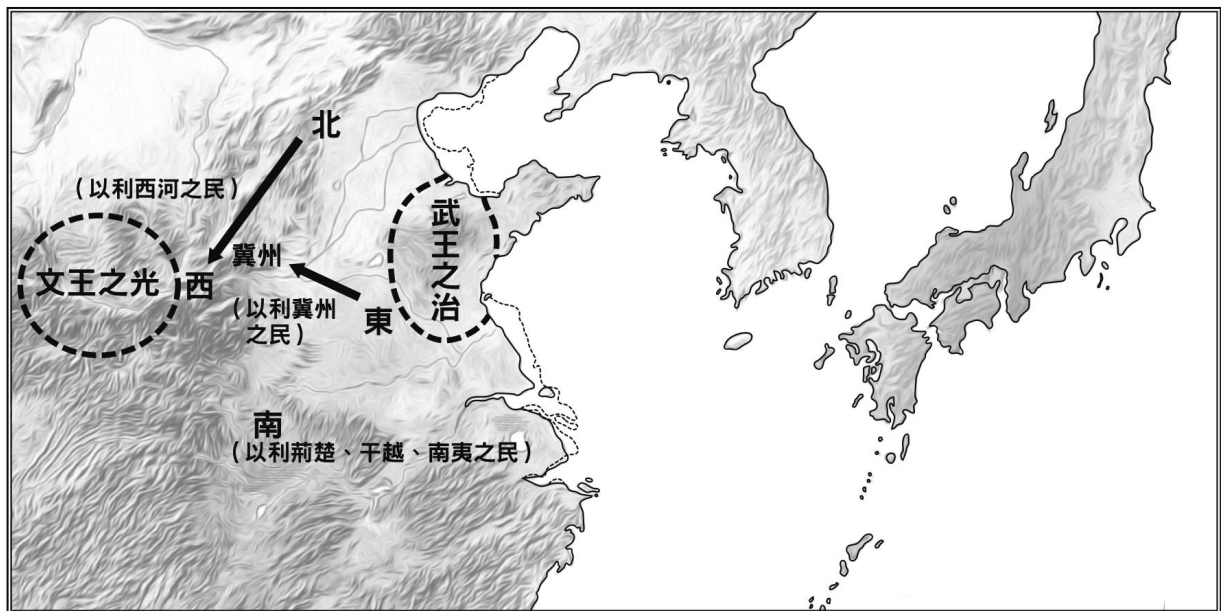 北
（以利西河之民）
文王之光
西
冀州
（以利冀州
之民）
東
武王之治
南
（以利荊楚、干越、南夷之民）